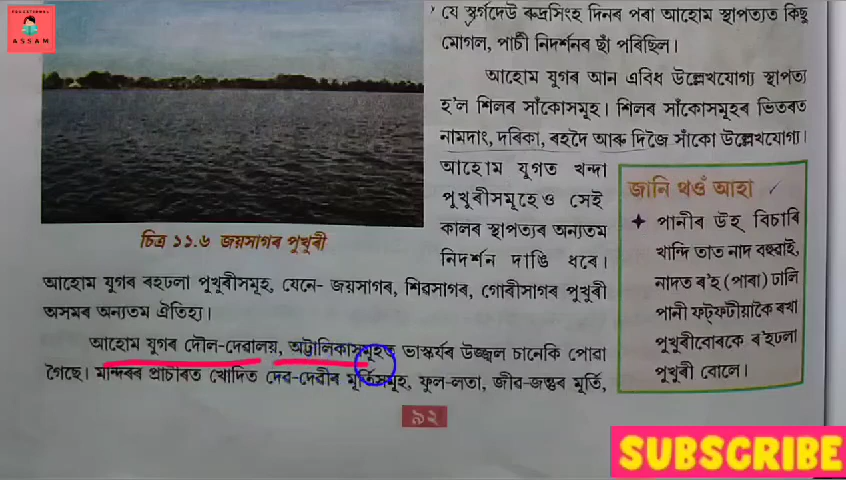 EDUCATIONAL
ASSAM
যে স্বৰ্গদেউ ৰুদ্ৰসিংহ দিনৰ পৰা আহোম স্থাপত্যত কিছু
মোগল, পাৰ্চী নিদৰ্শনৰ ছাঁ পৰিছিল।
আহোম যুগৰ আন এবিধ উল্লেখযোগ্য স্থাপত্য
হ'ল শিলৰ সাঁকোসমূহ। শিলৰ সাঁকোসমূহৰ ভিতৰত
নামদাং, দৰিকা, ৰহদৈ আৰু দিজৈ সাঁকো উল্লেখযোগ্য।
আহোম যুগত খন্দা
পুখুৰীসমূহেও সেই
কালৰ স্থাপত্যৰ অন্যতম
নিদৰ্শন দাঙি ধৰে।
চিত্ৰ ১১.৬ জয়সাগৰ পুখুৰী
আহোম যুগৰ ৰহঢলা পুখুৰীসমূহ, যেনে- জয়সাগৰ, শিৱসাগৰ, গৌৰীসাগৰ পুখুৰী
অসমৰ অন্যতম ঐতিহ্য।
আহোম যুগৰ দৌল-দেৱালয়, অট্টালিকাসমূহত ভাস্কৰ্যৰ উজ্জ্বল চানেকি পোৱা
গৈছে। মন্দিৰৰ প্ৰাচীৰত খোদিত দেৱ-দেৱীৰ মূৰ্তিসমূহ, ফুল-লতা, জীৱ-জন্তুৰ মূৰ্তি,
জানি থওঁ আহা
পানীৰ উঁহ বিচাৰি
খান্দি তাত নাদ বহুৱাই,
নাদত ৰ'হ (পাৰা) ঢালি
পানী ফটফটীয়াকৈ ৰখা
পুখুৰীবোৰকে ৰ'হঢলা
পুখুৰী বোলে।
৯২
SUBSCRIBE